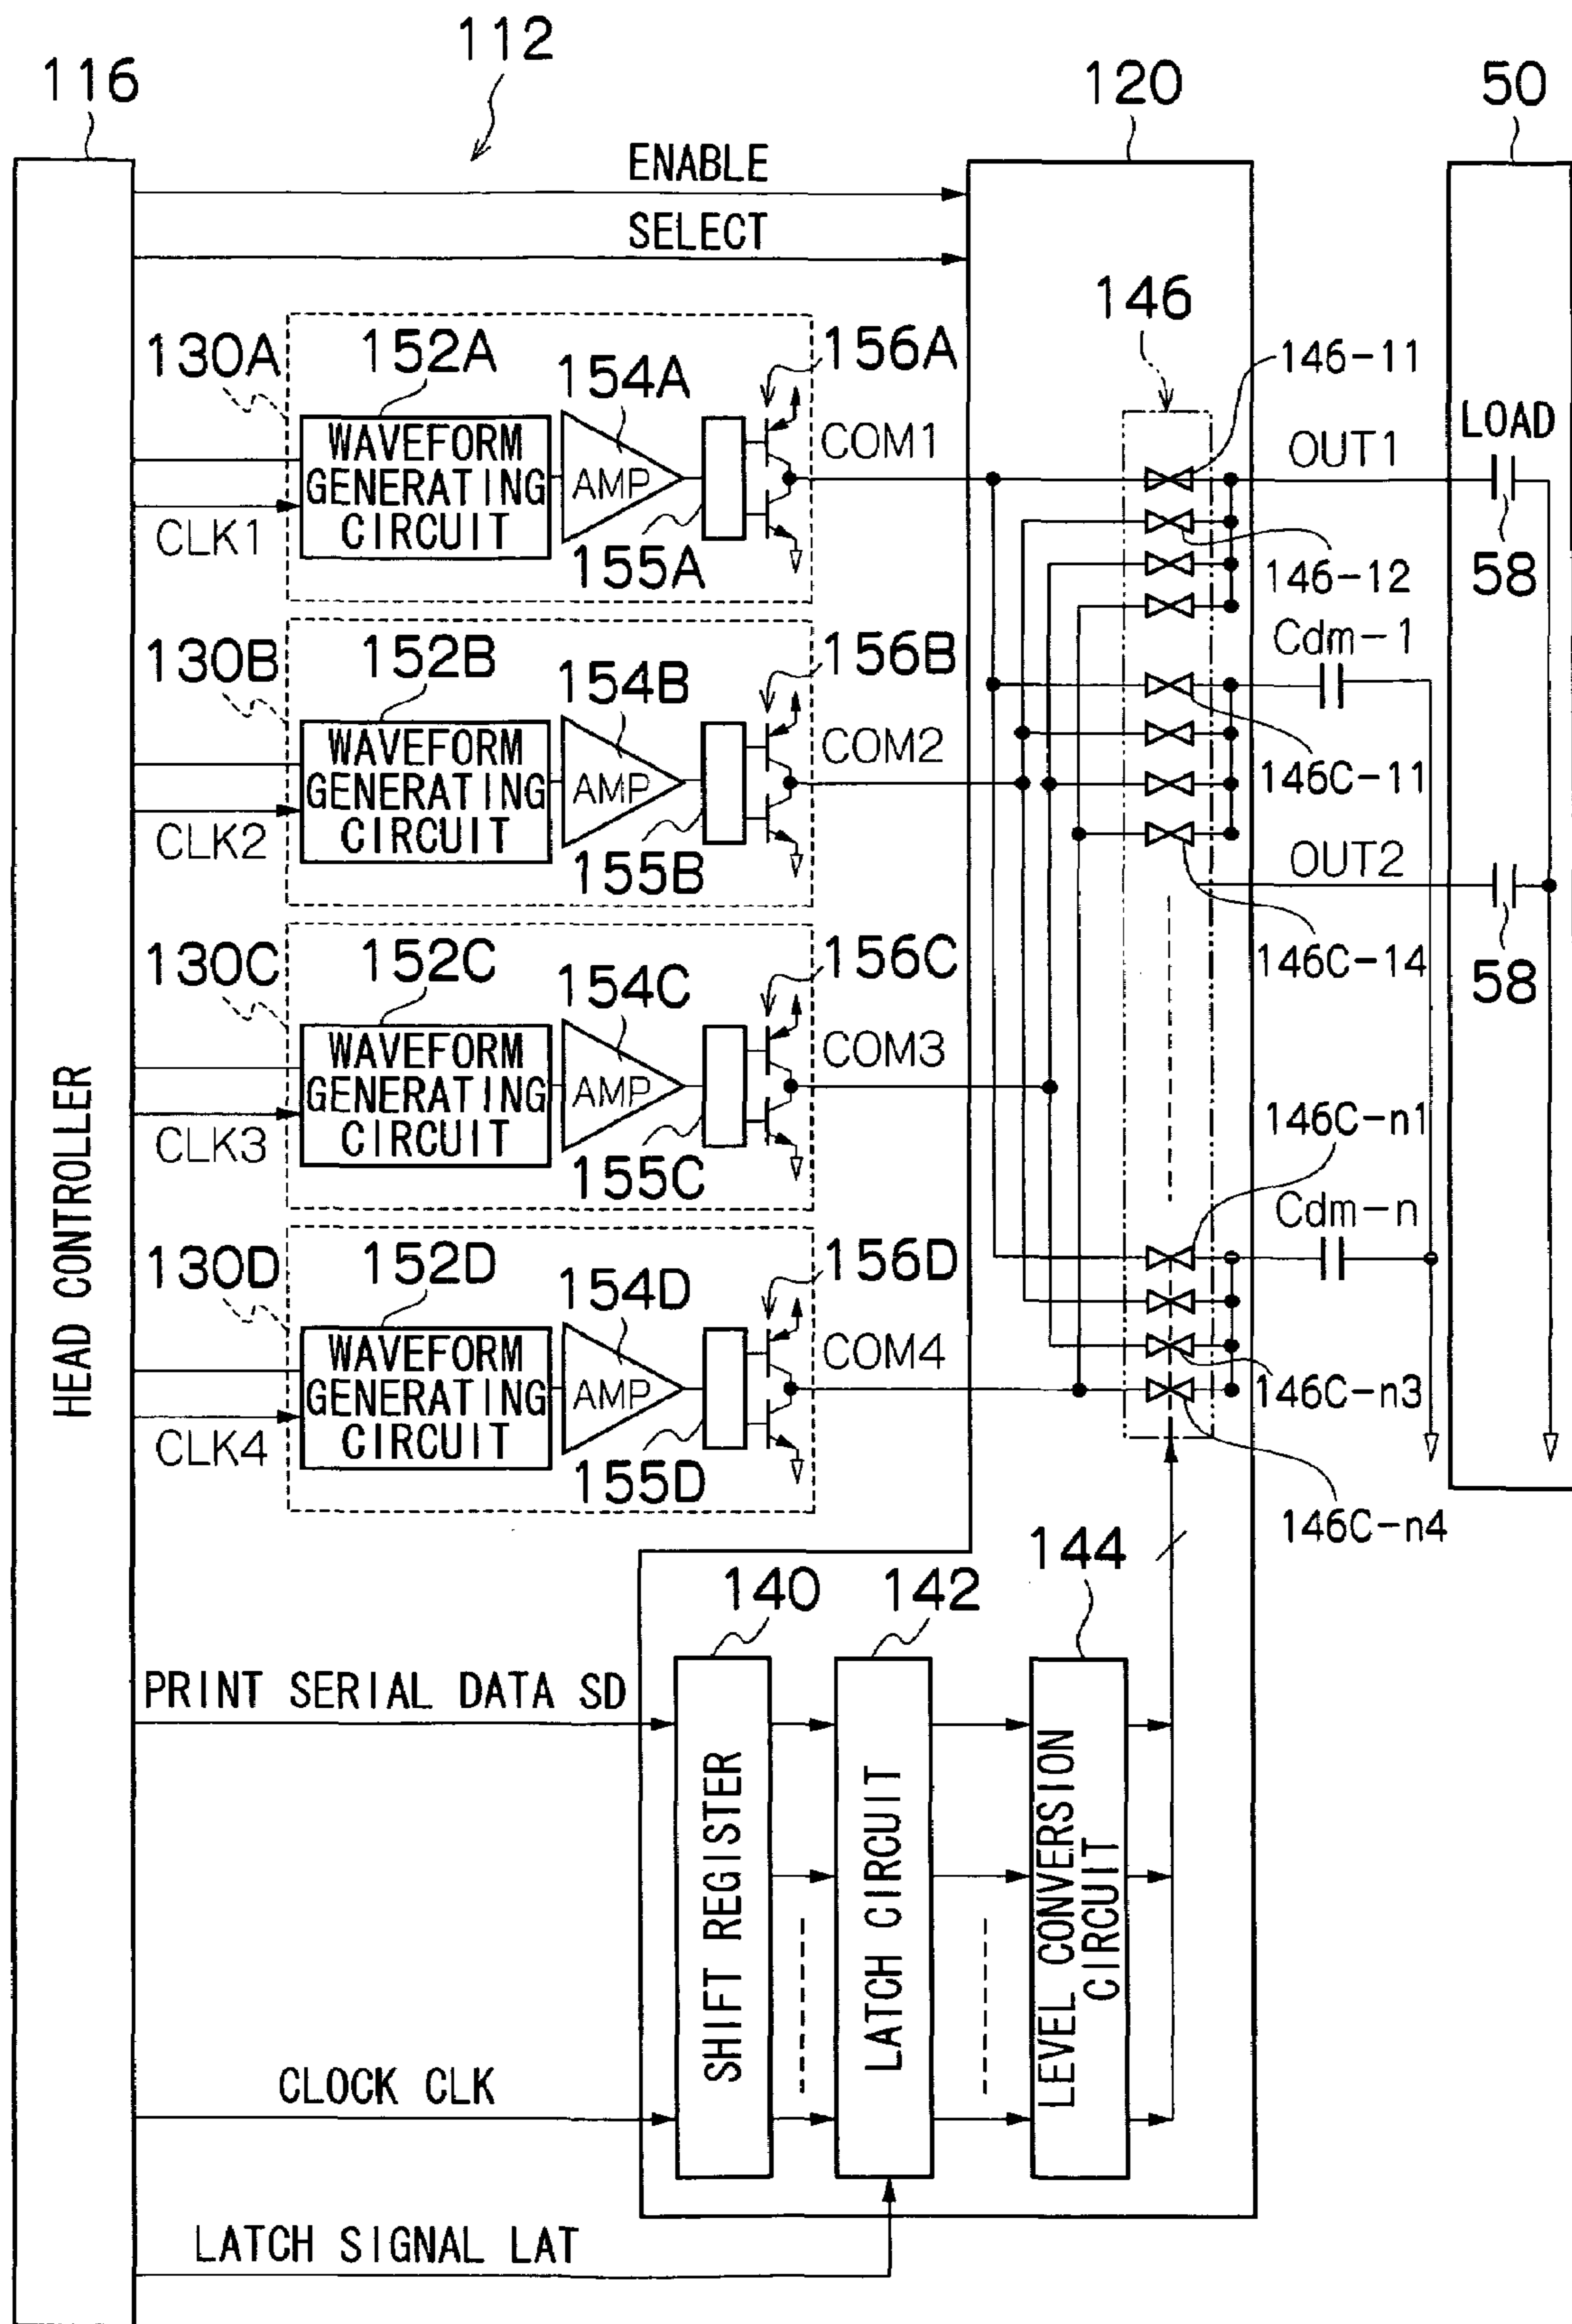 112
116
120
50
ENABLE
SELECT
146
130A
152A
154A
156A
146-11
WAVEFORM
GENERATING
CIRCUIT
AMP
COM1
OUT1
LOAD
CLK1
155A
146-12
58
130B
152B
154B
156B
Cdm-1
WAVEFORM
GENERATING
CIRCUIT
AMP
COM2
146C-11
CLK2
155B
OUT2
130C
152C
154C
156C
146C-14
58
WAVEFORM
GENERATING
CIRCUIT
AMP
COM3
CLK3
155C
146C-n1
Cdm-n
HEAD CONTROLLER
130D
152D
154D
156D
WAVEFORM
GENERATING
CIRCUIT
AMP
COM4
146C-n3
CLK4
155D
146C-n4
144
140
142
PRINT SERIAL DATA SD
SHIFT REGISTER
LATCH CIRCUIT
LEVEL CONVERSION
CIRCUIT
CLOCK CLK
LATCH SIGNAL LAT